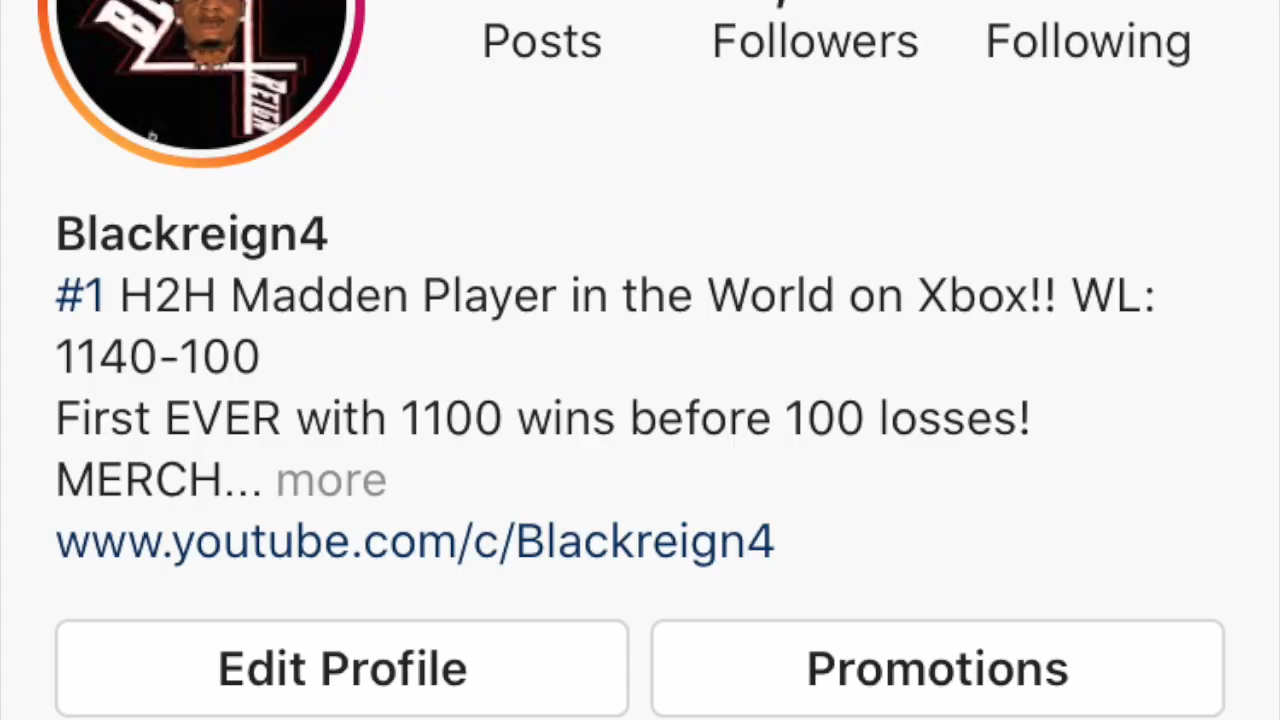 Posts Followers Following
REIGN
Blackreign4
#1 H2H Madden Player in the World on Xbox!! WL:
1140-100
First EVER with 1100 wins before 100 losses!
MERCH... more
www.youtube.com/c/Blackreign4
Edit Profile Promotions